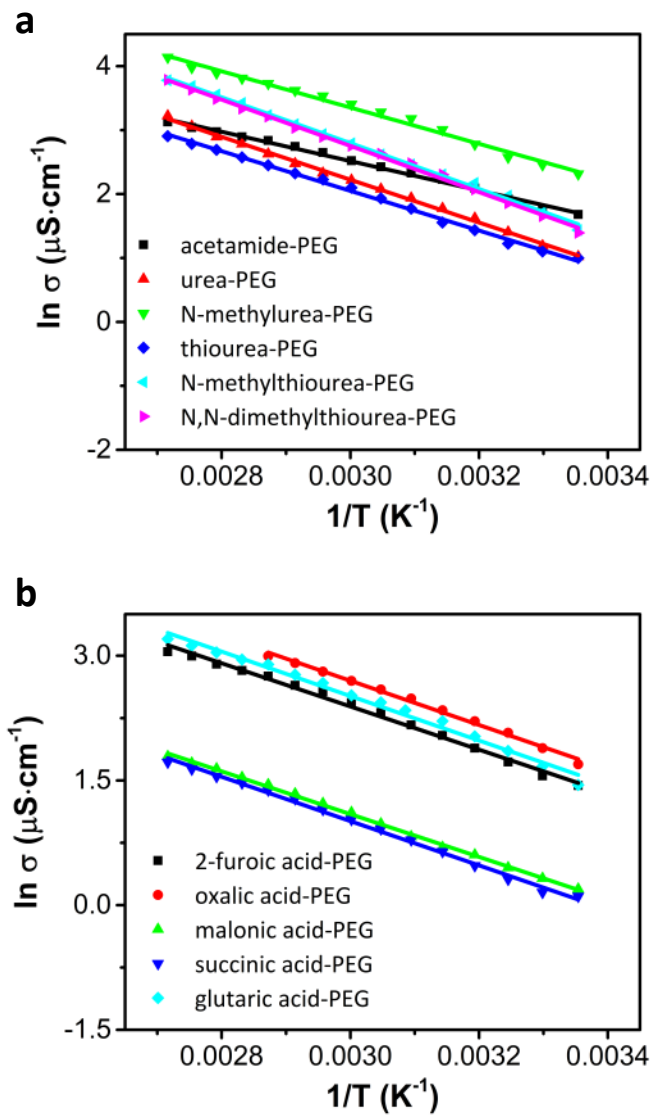 a
ln σ (μS·cm⁻¹)
4
2
0
-2
acetamide-PEG
urea-PEG
N-methylurea-PEG
thiourea-PEG
N-methylthiourea-PEG
N,N-dimethylthiourea-PEG
0.0028 0.0030 0.0032 0.0034
1/T (K⁻¹)
b
ln σ (μS·cm⁻¹)
3.0
1.5
0.0
-1.5
2-furoic acid-PEG
oxalic acid-PEG
malonic acid-PEG
succinic acid-PEG
glutaric acid-PEG
0.0028 0.0030 0.0032 0.0034
1/T (K⁻¹)